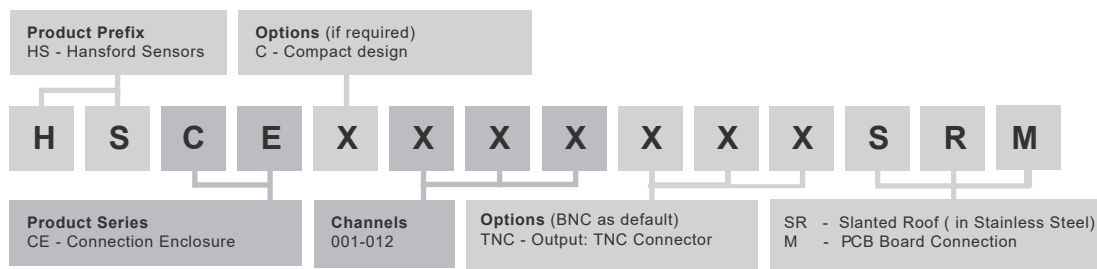 Product Prefix
HS - Hansford Sensors
Options (if required)
C - Compact design
H S C E X X X X X X X S R M
Product Series
CE - Connection Enclosure
Channels
001-012
Options (BNC as default)
TNC - Output: TNC Connector
SR - Slanted Roof ( in Stainless Steel)
M - PCB Board Connection